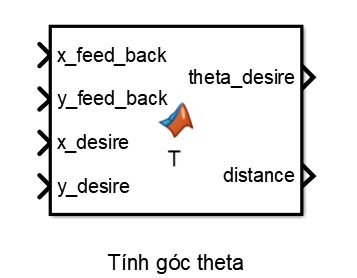 x_feed_back
theta_desire
y_feed_back
x_desire
T
distance
y_desire
Tính góc theta